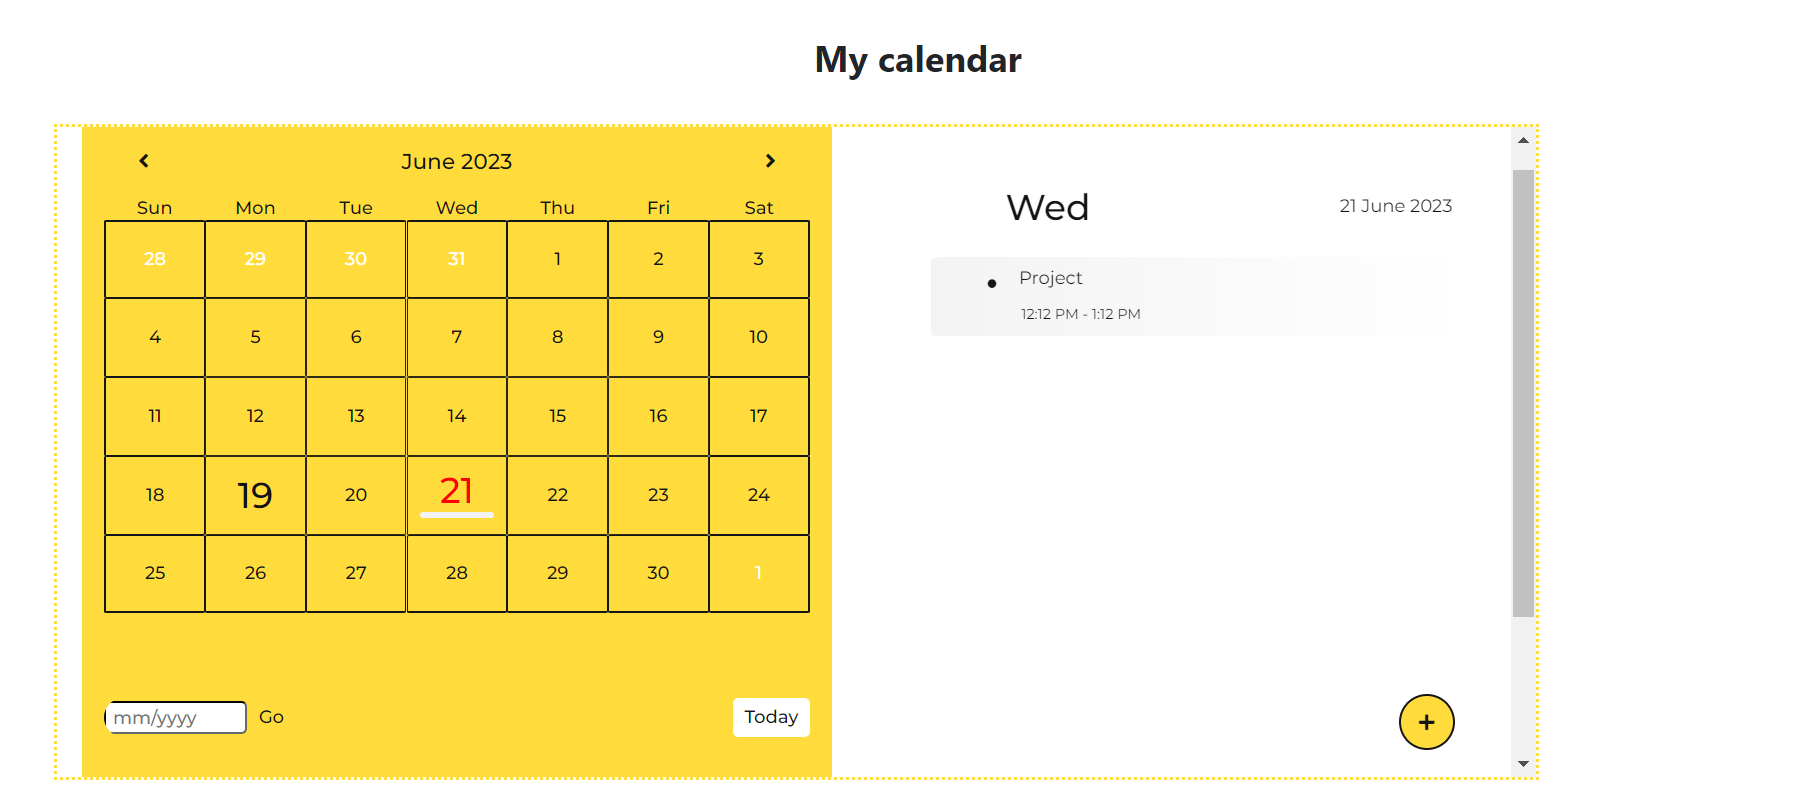 My calendar
June 2023
Sun Mon Tue Wed Thu Fri Sat
28 29 30 31 1 2 3
4 5 6 7 8 9 10
11 12 13 14 15 16 17
18 19 20 21 22 23 24
25 26 27 28 29 30 1
mm/yyyy Go Today
Wed 21 June 2023
Project
12:12 PM - 1:12 PM
+